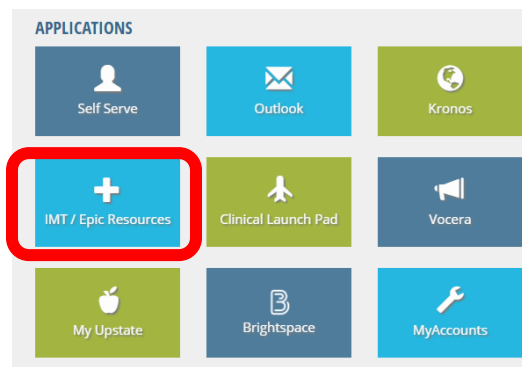 APPLICATIONS
Self Serve
Outlook
Kronos
IMT / Epic Resources
Clinical Launch Pad
Vocera
My Upstate
Brightspace
MyAccounts